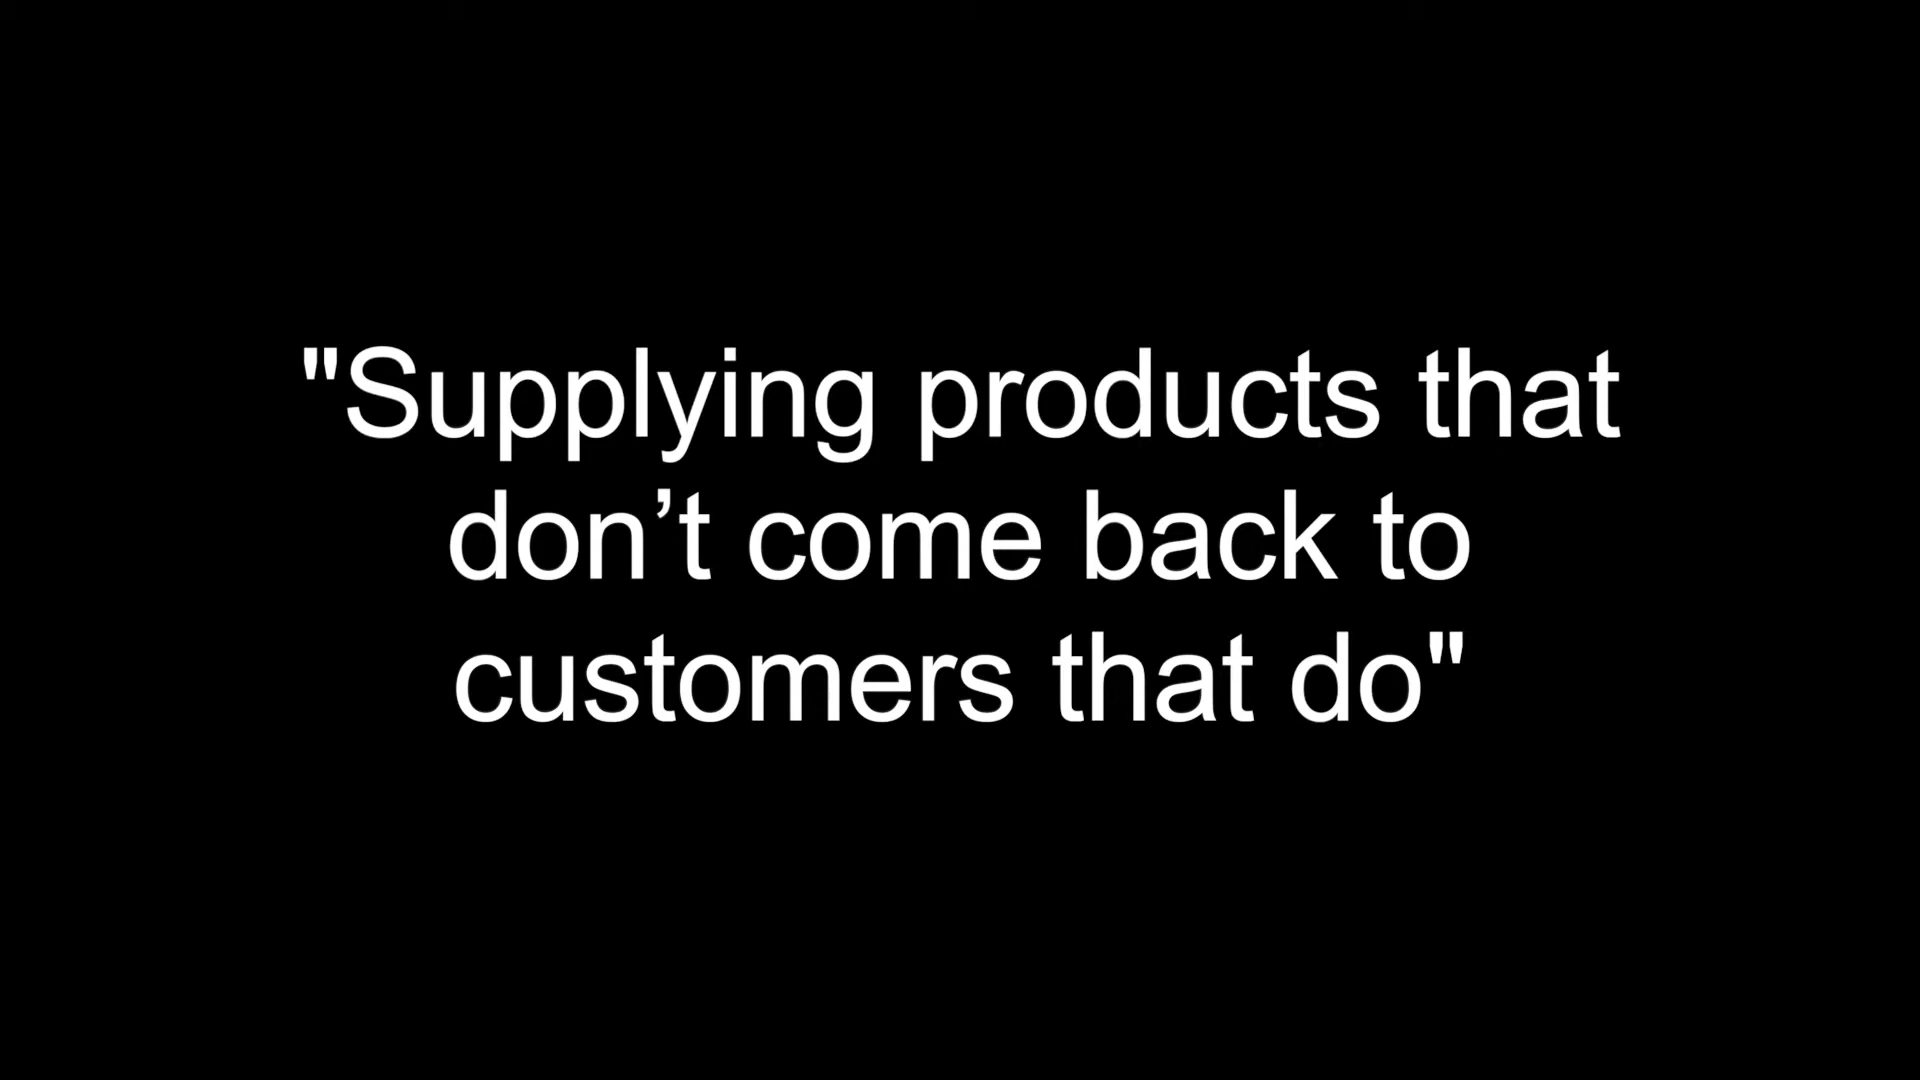 "Supplying products that
don’t come back to
customers that do"